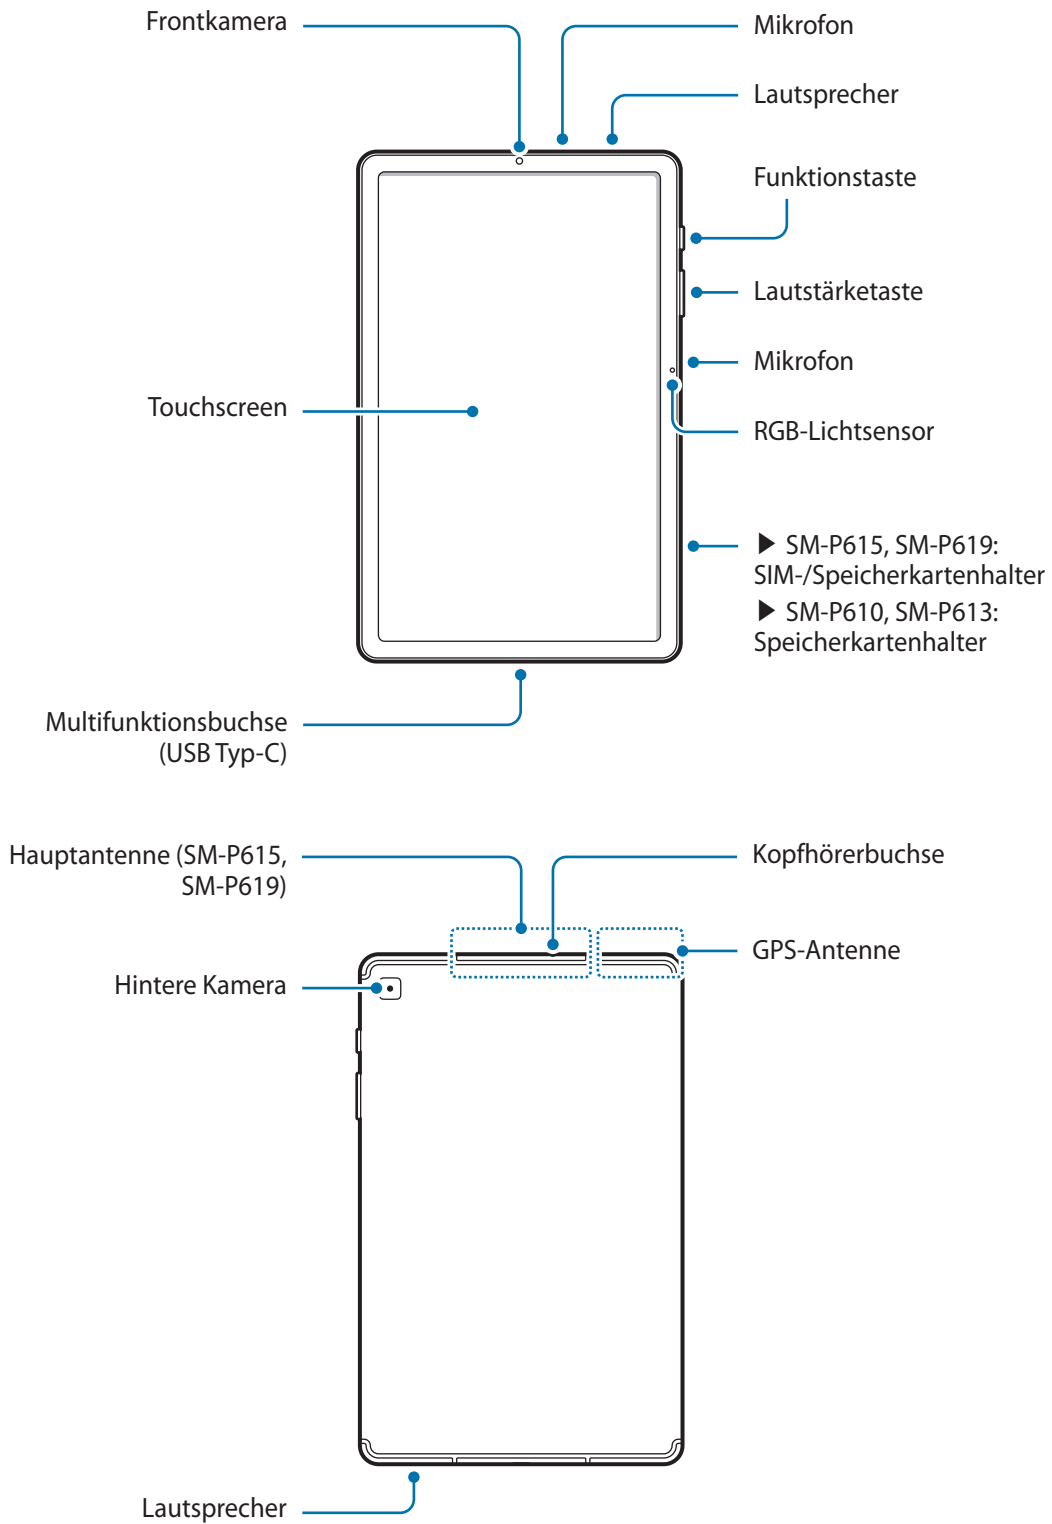 Frontkamera
Mikrofon
Lautsprecher
Funktionstaste
Lautstärketaste
Mikrofon
Touchscreen
RGB-Lichtsensor
▶ SM-P615, SM-P619:
SIM-/Speicherkartenhalter
▶ SM-P610, SM-P613:
Speicherkartenhalter
Multifunktionsbuchse
(USB Typ-C)
Hauptantenne (SM-P615,
SM-P619)
Kopfhörerbuchse
GPS-Antenne
Hintere Kamera
Lautsprecher